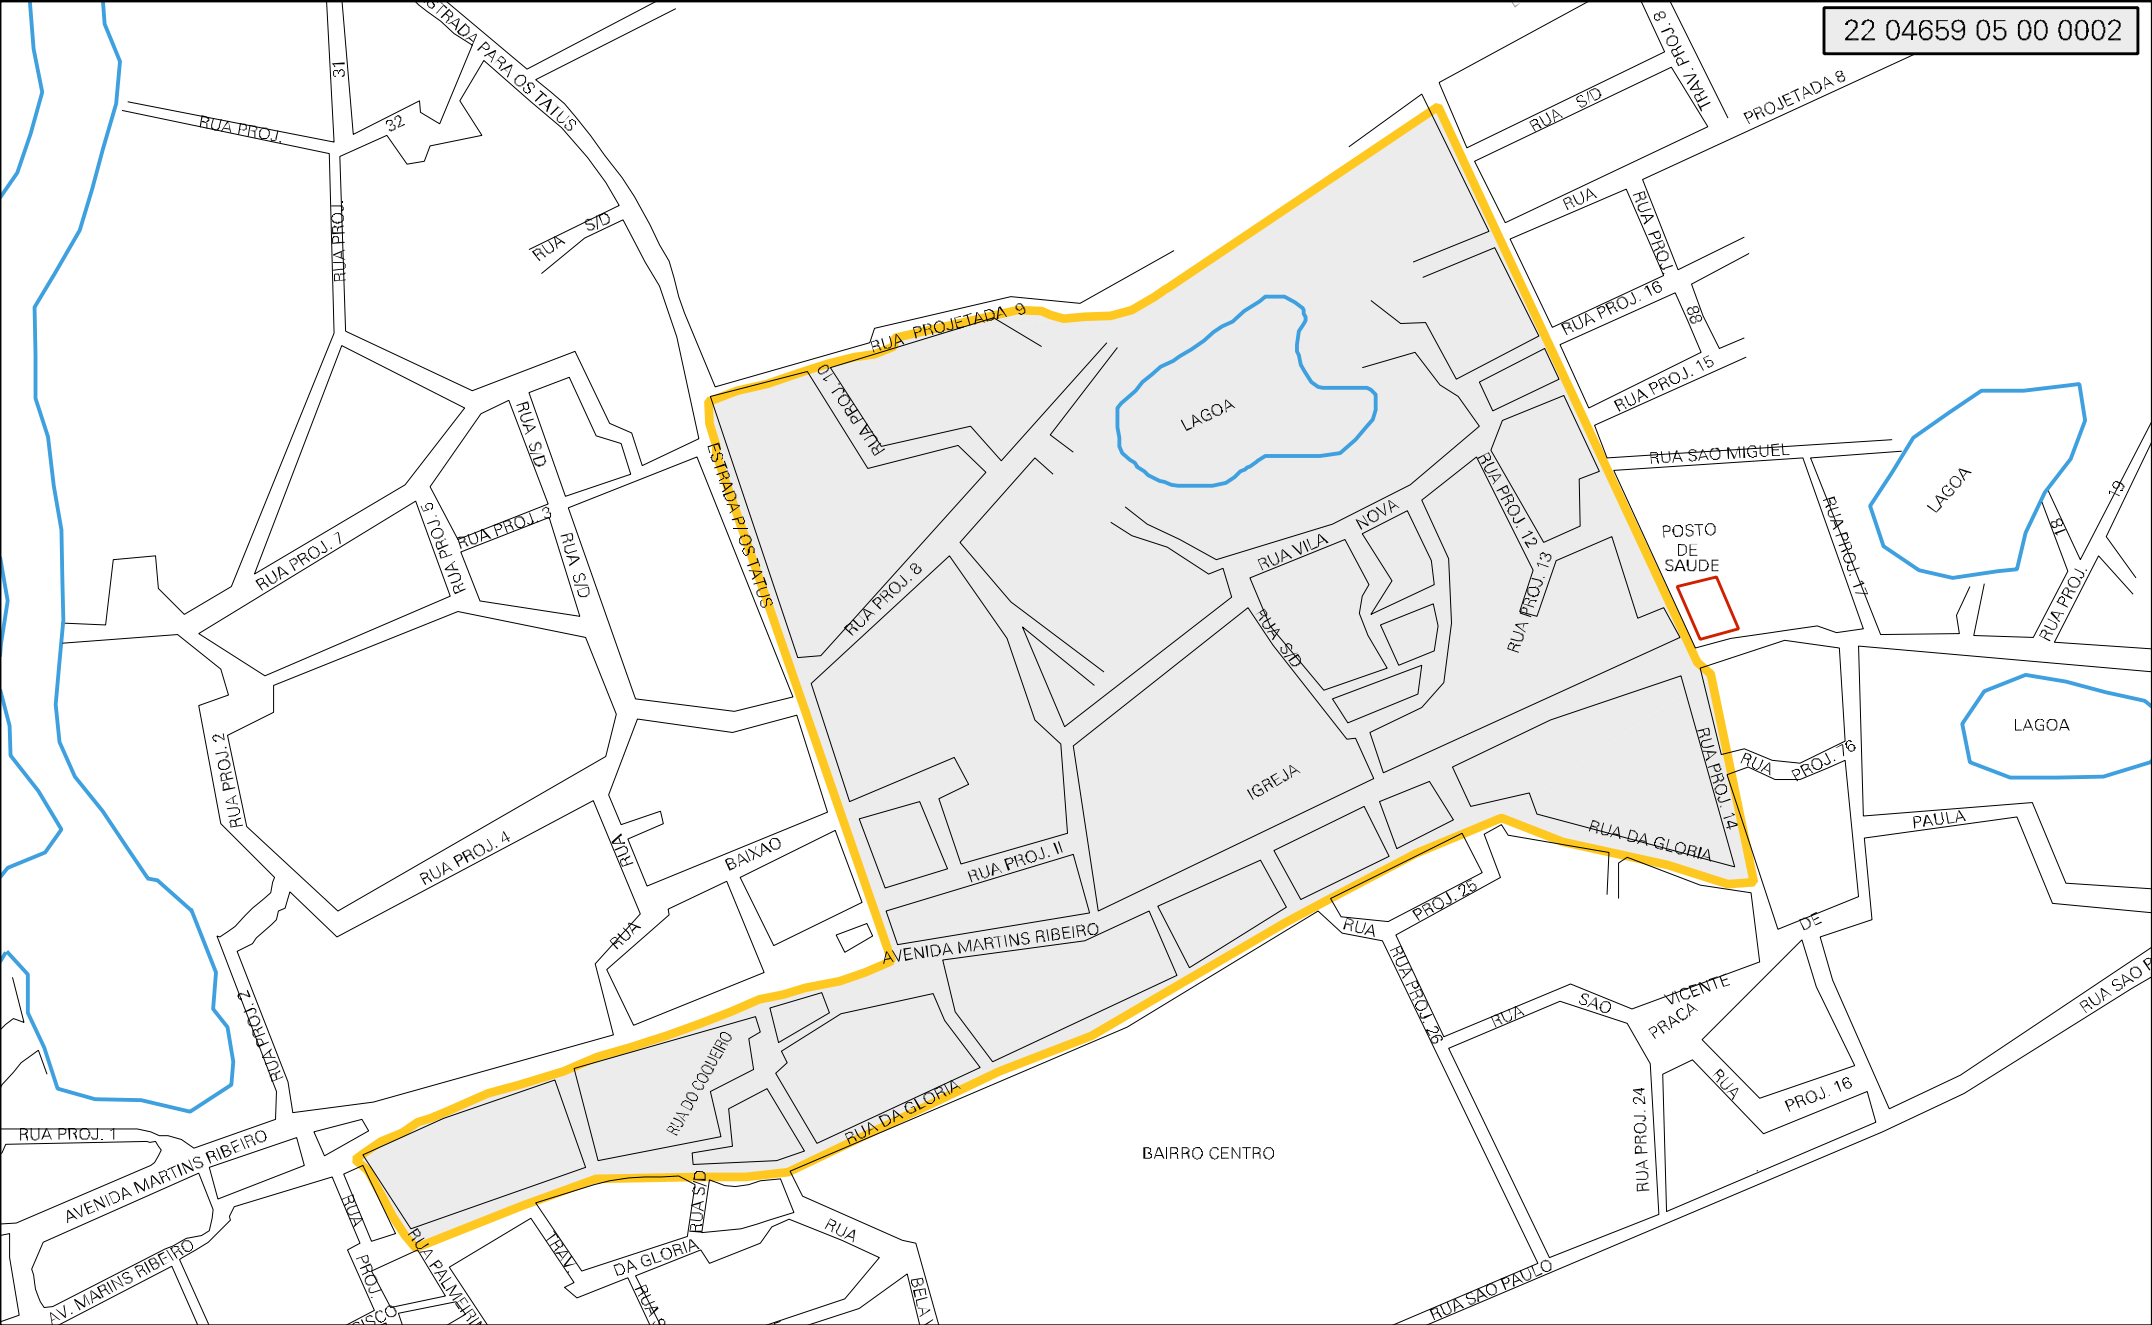 22 04659 05 00 0002
ESTRADA PARA OS TATUS
TRAV. PROJ. 8
PROJETADA 8
31
32
RUA PROJ.
RUA PROJ.
RUA S/D
RUA S/D
RUA
RUA PROJ
88
RUA PROJ. 16
RUA PROJ. 15
RUA PROJETADA 9
RUA PROJ. 10
LAGOA
RUA SAO MIGUEL
LAGOA
19
18
RUA PROJ. 17
RUA PROJ.
POSTO
DE
SAUDE
RUA S/D
RUA PROJ. 3
RUA PROJ. 5
RUA PROJ. 7
RUA S/D
ESTRADA P/ OS TATUS
RUA PROJ. 8
RUA VILA NOVA
RUA PROJ. 12
RUA PROJ. 13
RUA S/D
IGREJA
LAGOA
RUA PROJ. 14
RUA PROJ. 76
PAULA
DE
VICENTE
SAO
RUA
PRACA
RUA PROJ. 2
RUA PROJ. 4
RUA
BAIXAO
RUA
RUA PROJ. II
AVENIDA MARTINS RIBEIRO
RUA DA GLORIA
RUA PROJ. 25
RUA PROJ. 26
RUA PROJ. 16
RUA PROJ. 24
RUA SAO P
RUA PROJ. 2
RUA DO COQUEIRO
RUA DA GLORIA
BAIRRO CENTRO
RUA PROJ. 1
AVENIDA MARTINS RIBEIRO
AV. MARINS RIBEIRO
RUA PROJ.
RUA PALMEIRI
TRAV.
DA GLORIA
RUA S/D
RUA
RUA
BELA
RUA SAO PAULO